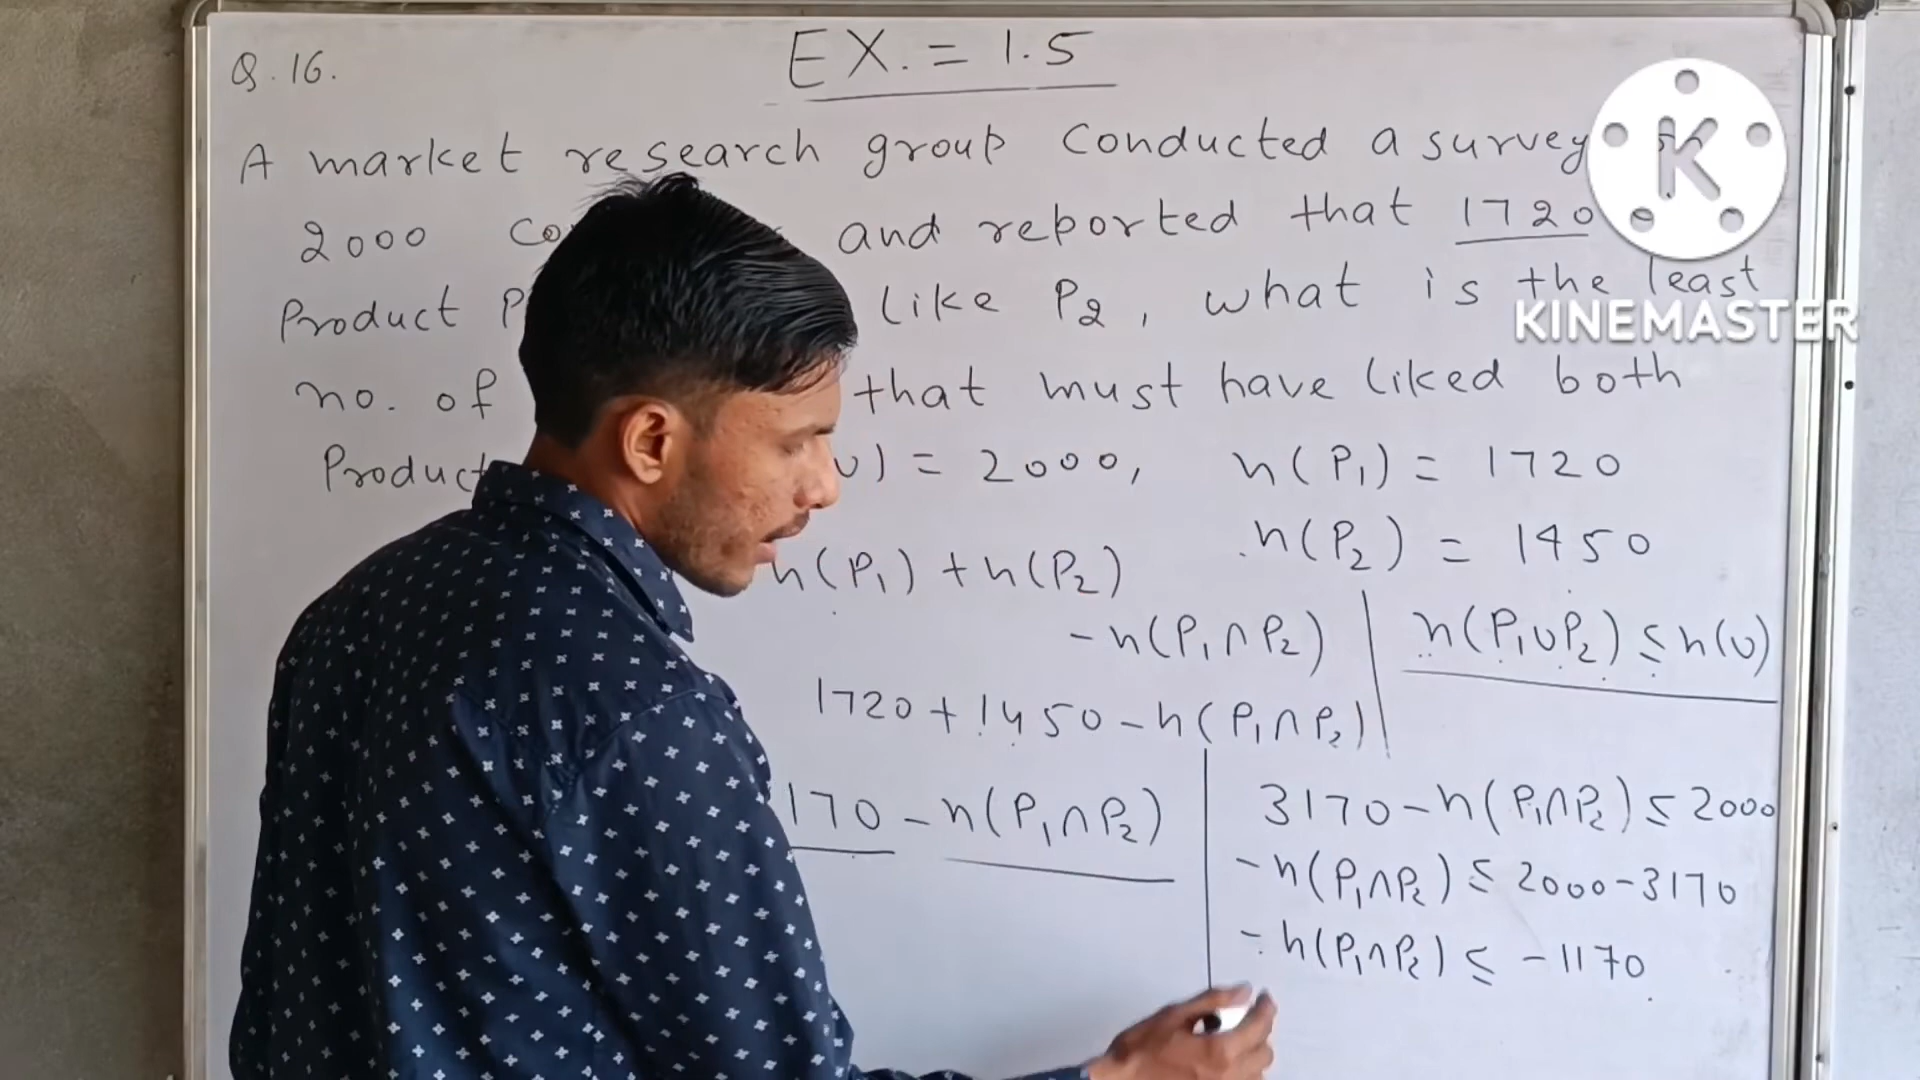 Q. 16.
EX. = 1.5
A market research group conducted a survey
2000 and reported that 1720
Product like P2, what is the least
no. of that must have liked both
= 2000, n(P1) = 1720
n(P2) = 1450
n(P1) + n(P2)
- n(P1 ∩ P2)
n(P1 ∪ P2) ≤ n(U)
1720 + 1450 - n(P1 ∩ P2)
170 - n(P1 ∩ P2)
3170 - n(P1 ∩ P2) ≤ 2000
- n(P1 ∩ P2) ≤ 2000 - 3170
- n(P1 ∩ P2) ≤ - 1170
K
KINEMASTER